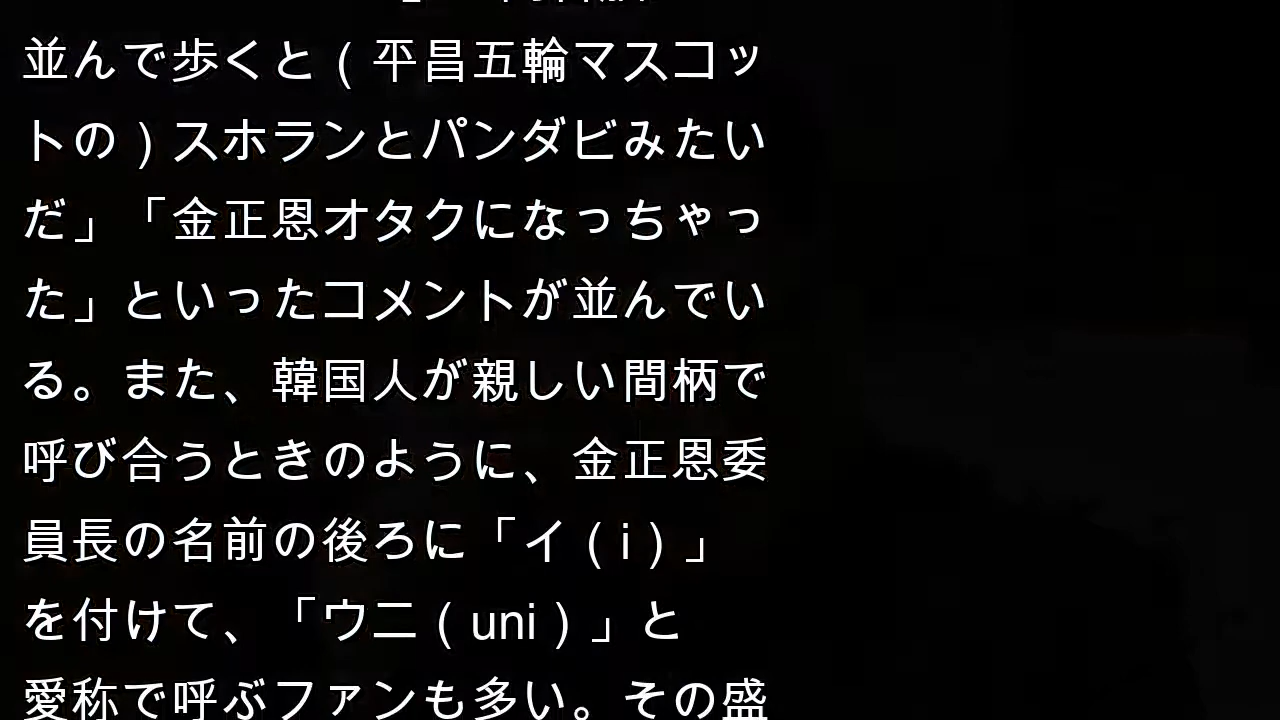 並んで歩くと(平昌五輪マスコッ
トの)スホランとパンダビみたい
だ」「金正恩オタクになっちゃっ
た」といったコメントが並んでい
る。また、韓国人が親しい間柄で
呼び合うときのように、金正恩委
員長の名前の後ろに「イ(i)」
を付けて、「ウニ(uni)」と
愛称で呼ぶファンも多い。その盛